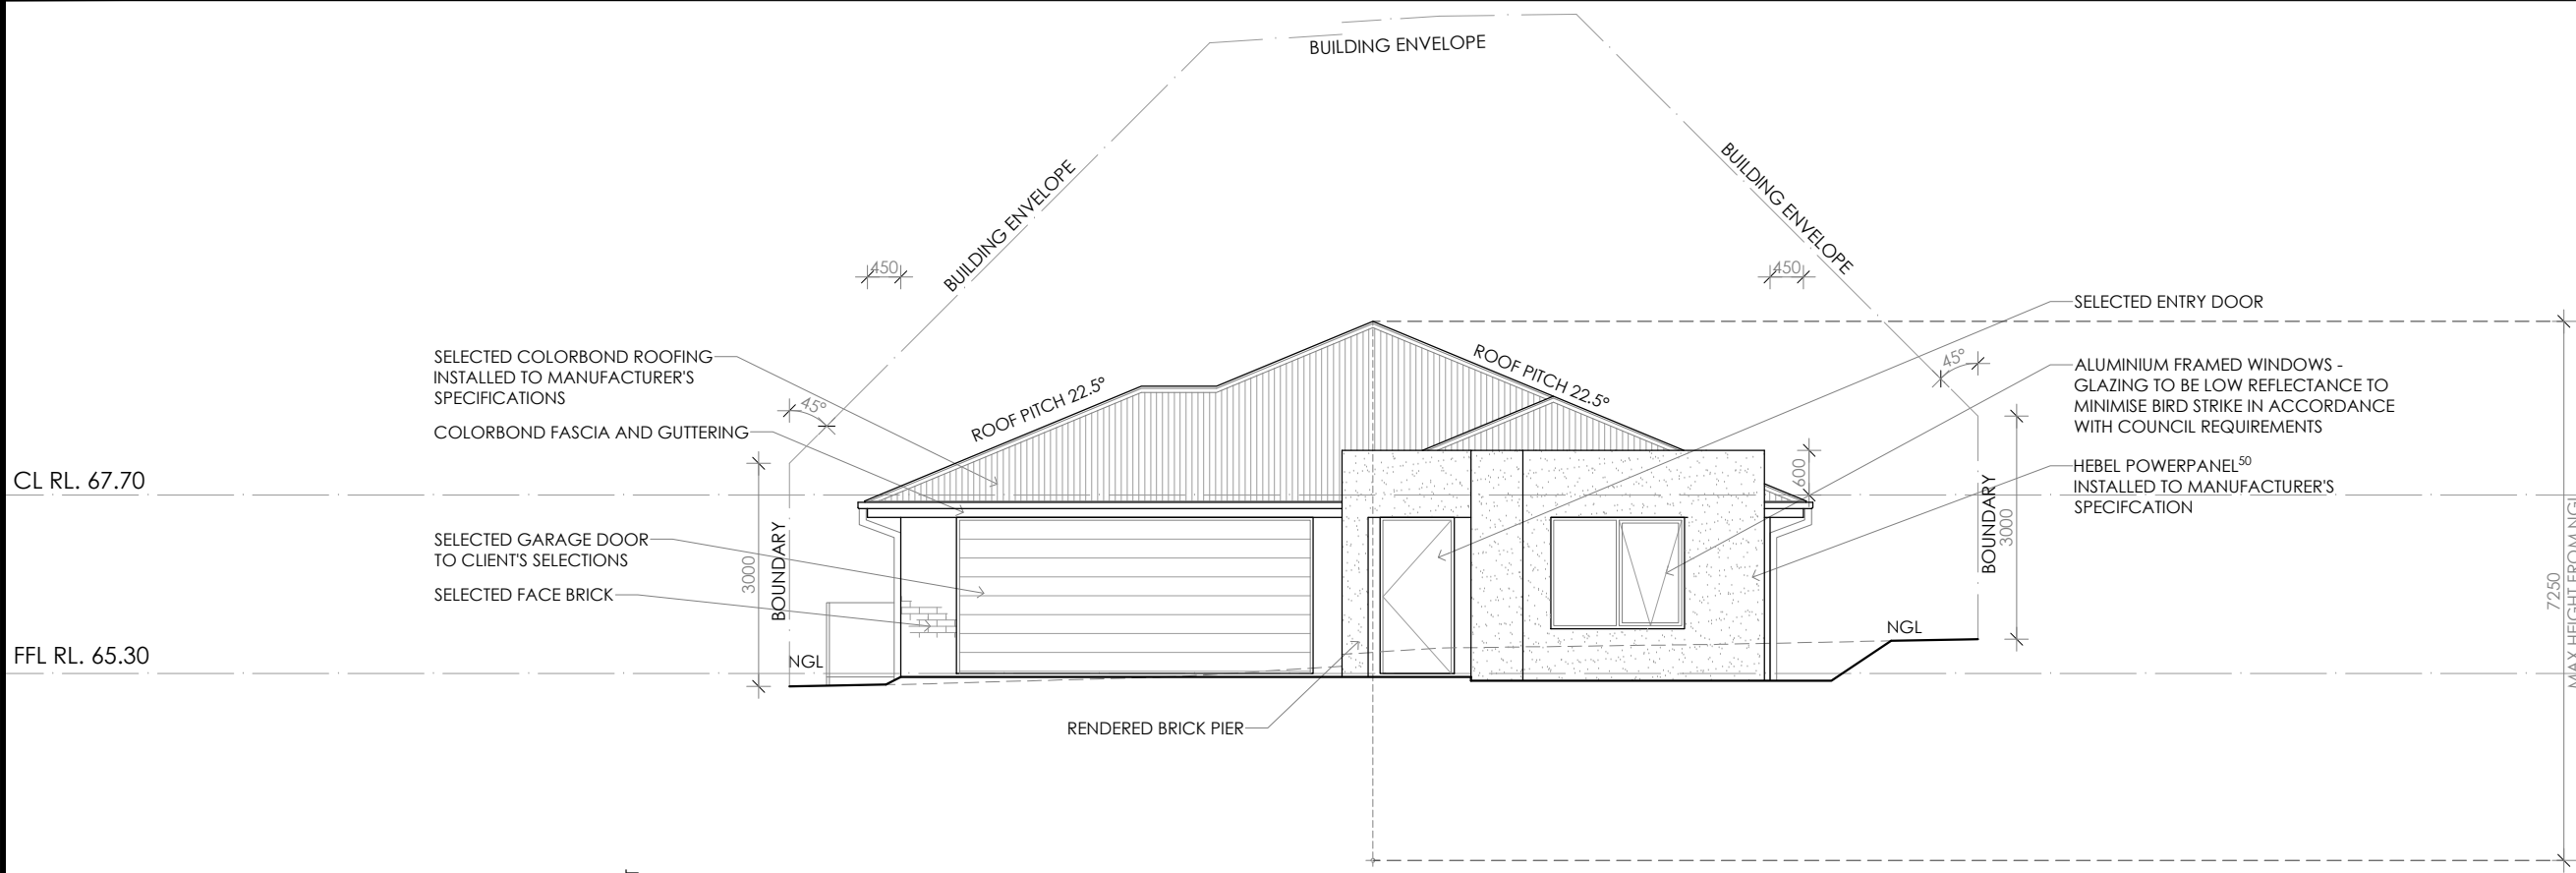 BUILDING ENVELOPE
BUILDING ENVELOPE
BUILDING ENVELOPE
450
450
SELECTED ENTRY DOOR
SELECTED COLORBOND ROOFING
INSTALLED TO MANUFACTURER'S
SPECIFICATIONS
ROOF PITCH 22.5°
ROOF PITCH 22.5°
45°
45°
ALUMINIUM FRAMED WINDOWS -
GLAZING TO BE LOW REFLECTANCE TO
MINIMISE BIRD STRIKE IN ACCORDANCE
WITH COUNCIL REQUIREMENTS
COLORBOND FASCIA AND GUTTERING
CL RL. 67.70
600
HEBEL POWERPANEL⁵⁰
INSTALLED TO MANUFACTURER'S
SPECIFCATION
SELECTED GARAGE DOOR
TO CLIENT'S SELECTIONS
SELECTED FACE BRICK
3000
BOUNDARY
BOUNDARY
3000
7250
MAX HEIGHT FROM NGL
FFL RL. 65.30
NGL
NGL
RENDERED BRICK PIER